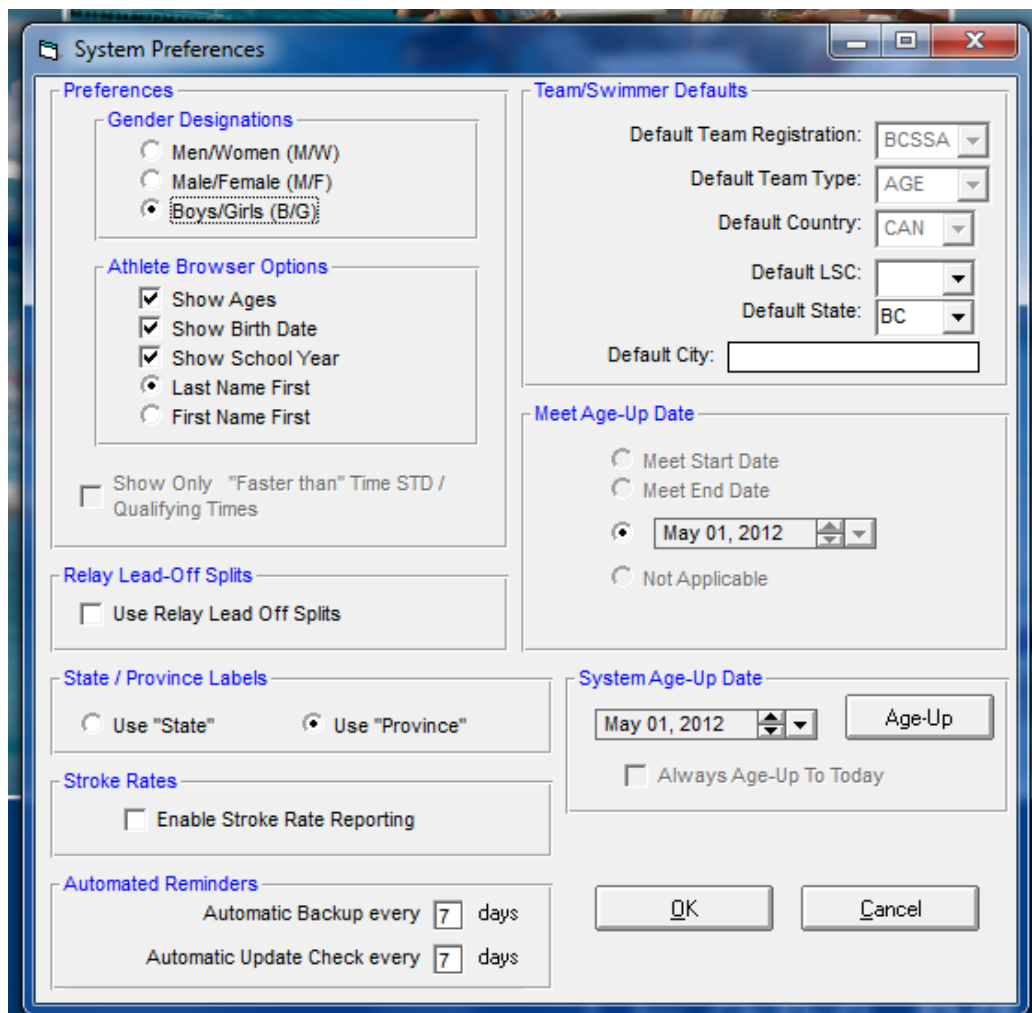 System Preferences
Preferences
Gender Designations
Men/Women (M/W)
Male/Female (M/F)
Boys/Girls (B/G)
Athlete Browser Options
Show Ages
Show Birth Date
Show School Year
Last Name First
First Name First
Show Only "Faster than" Time STD /
Qualifying Times
Relay Lead-Off Splits
Use Relay Lead Off Splits
State / Province Labels
Use "State" Use "Province"
Stroke Rates
Enable Stroke Rate Reporting
Automated Reminders
Automatic Backup every 7 days
Automatic Update Check every 7 days
Team/Swimmer Defaults
Default Team Registration: BCSSA
Default Team Type: AGE
Default Country: CAN
Default LSC:
Default State: BC
Default City:
Meet Age-Up Date
Meet Start Date
Meet End Date
May 01, 2012
Not Applicable
System Age-Up Date
May 01, 2012 Age-Up
Always Age-Up To Today
OK Cancel